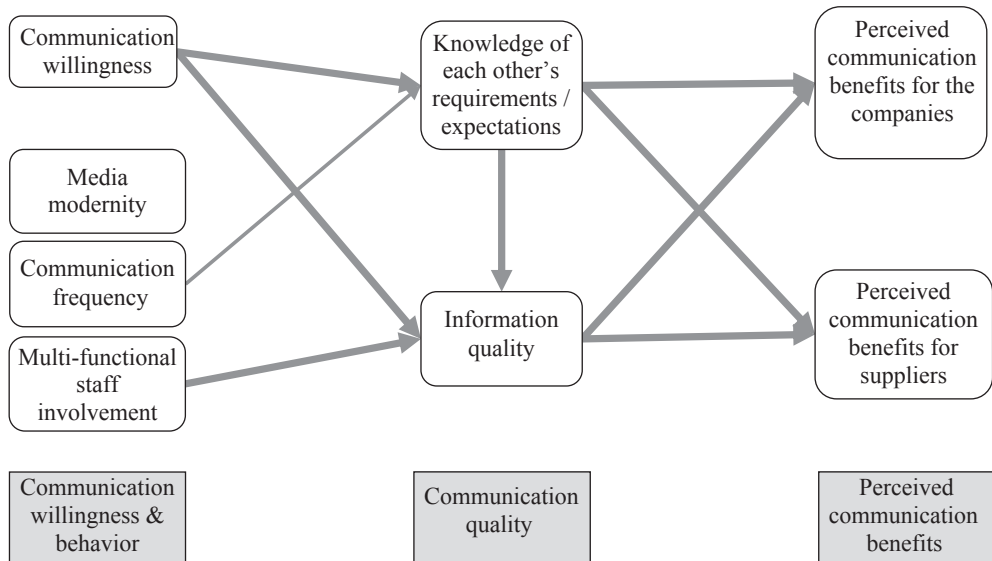 Communication
willingness
Media
modernity
Communication
frequency
Multi-functional
staff
involvement
Knowledge of
each other's
requirements /
expectations
Information
quality
Perceived
communication
benefits for the
companies
Perceived
communication
benefits for
suppliers
Communication
willingness &
behavior
Communication
quality
Perceived
communication
benefits